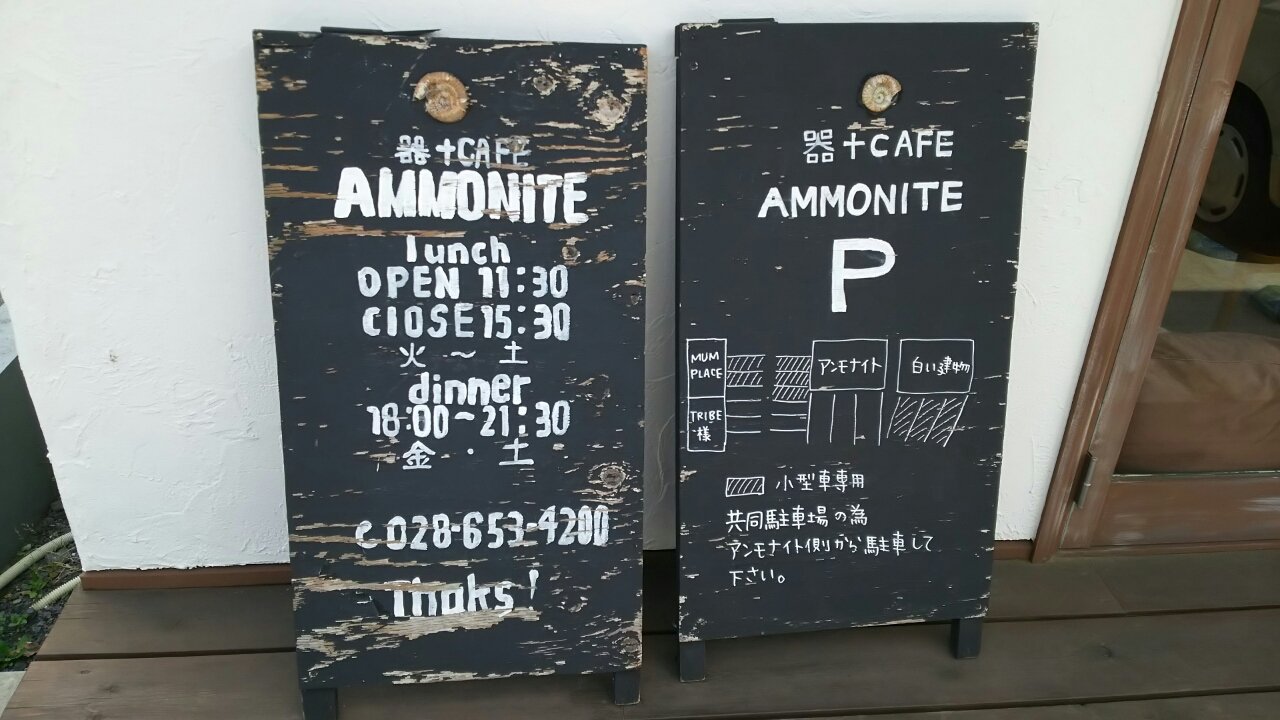 器+CAFE
AMMONITE
lunch
OPEN 11:30
ClOSE 15:30
火 〜 土
dinner
18:00~21:30
金 ・ 土
028-653-4200
Thaks!
器+CAFE
AMMONITE
P
MUM
PLACE
TRIBE
様
アンモナイト
白い建物
小型車専用
共同駐車場の為
アンモナイト側から駐車して
下さい。